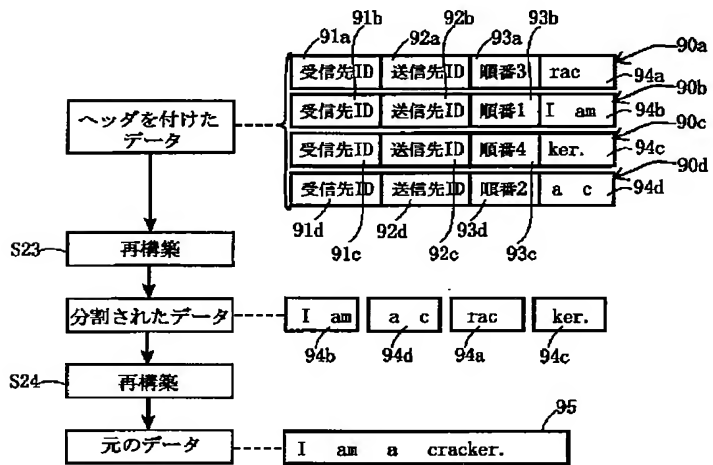 91b 92b 93b
91a 92a 93a 90a
受信先ID 送信先ID 順番3 rac 94a
90b
ヘッダを付けた
データ
受信先ID 送信先ID 順番1 I am 94b
90c
受信先ID 送信先ID 順番4 ker. 94c
90d
受信先ID 送信先ID 順番2 a c 94d
91d 92d 93d
91c 92c 93c
S23 再構築
分割されたデータ I am a c rac ker.
94b 94d 94a 94c
S24 再構築
95
元のデータ I am a cracker.